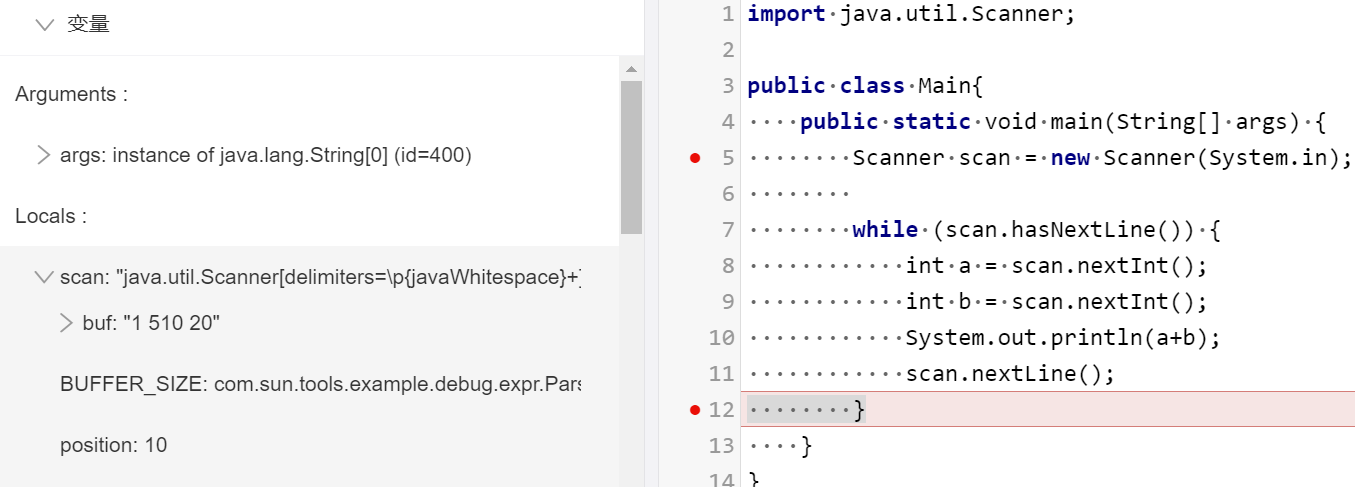 变量
Arguments :
args: instance of java.lang.String[0] (id=400)
Locals :
scan: "java.util.Scanner[delimiters=\p{javaWhitespace}+]
buf: "1 510 20"
BUFFER_SIZE: com.sun.tools.example.debug.expr.Pars
position: 10
1 import·java.util.Scanner;
2
3 public·class·Main{
4 ····public·static·void·main(String[]·args)·{
5 ········Scanner·scan·=·new·Scanner(System.in);
6 ········
7 ········while·(scan.hasNextLine())·{
8 ············int·a·=·scan.nextInt();
9 ············int·b·=·scan.nextInt();
10 ············System.out.println(a+b);
11 ············scan.nextLine();
12 ········}
13 ····}
14 }